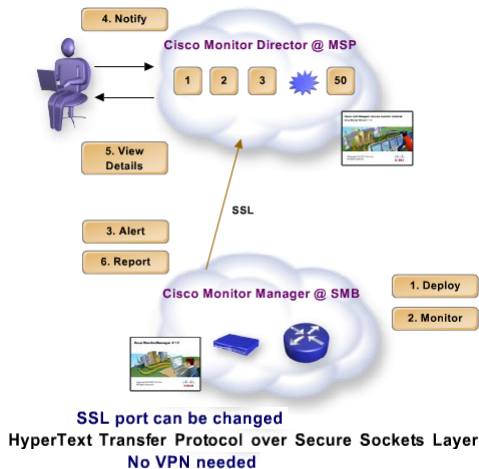 4. Notify
Cisco Monitor Director @ MSP
1
2
3
50
5. View
Details
SSL
3. Alert
6. Report
Cisco Monitor Manager @ SMB
1. Deploy
2. Monitor
SSL port can be changed
HyperText Transfer Protocol over Secure Sockets Layer
No VPN needed